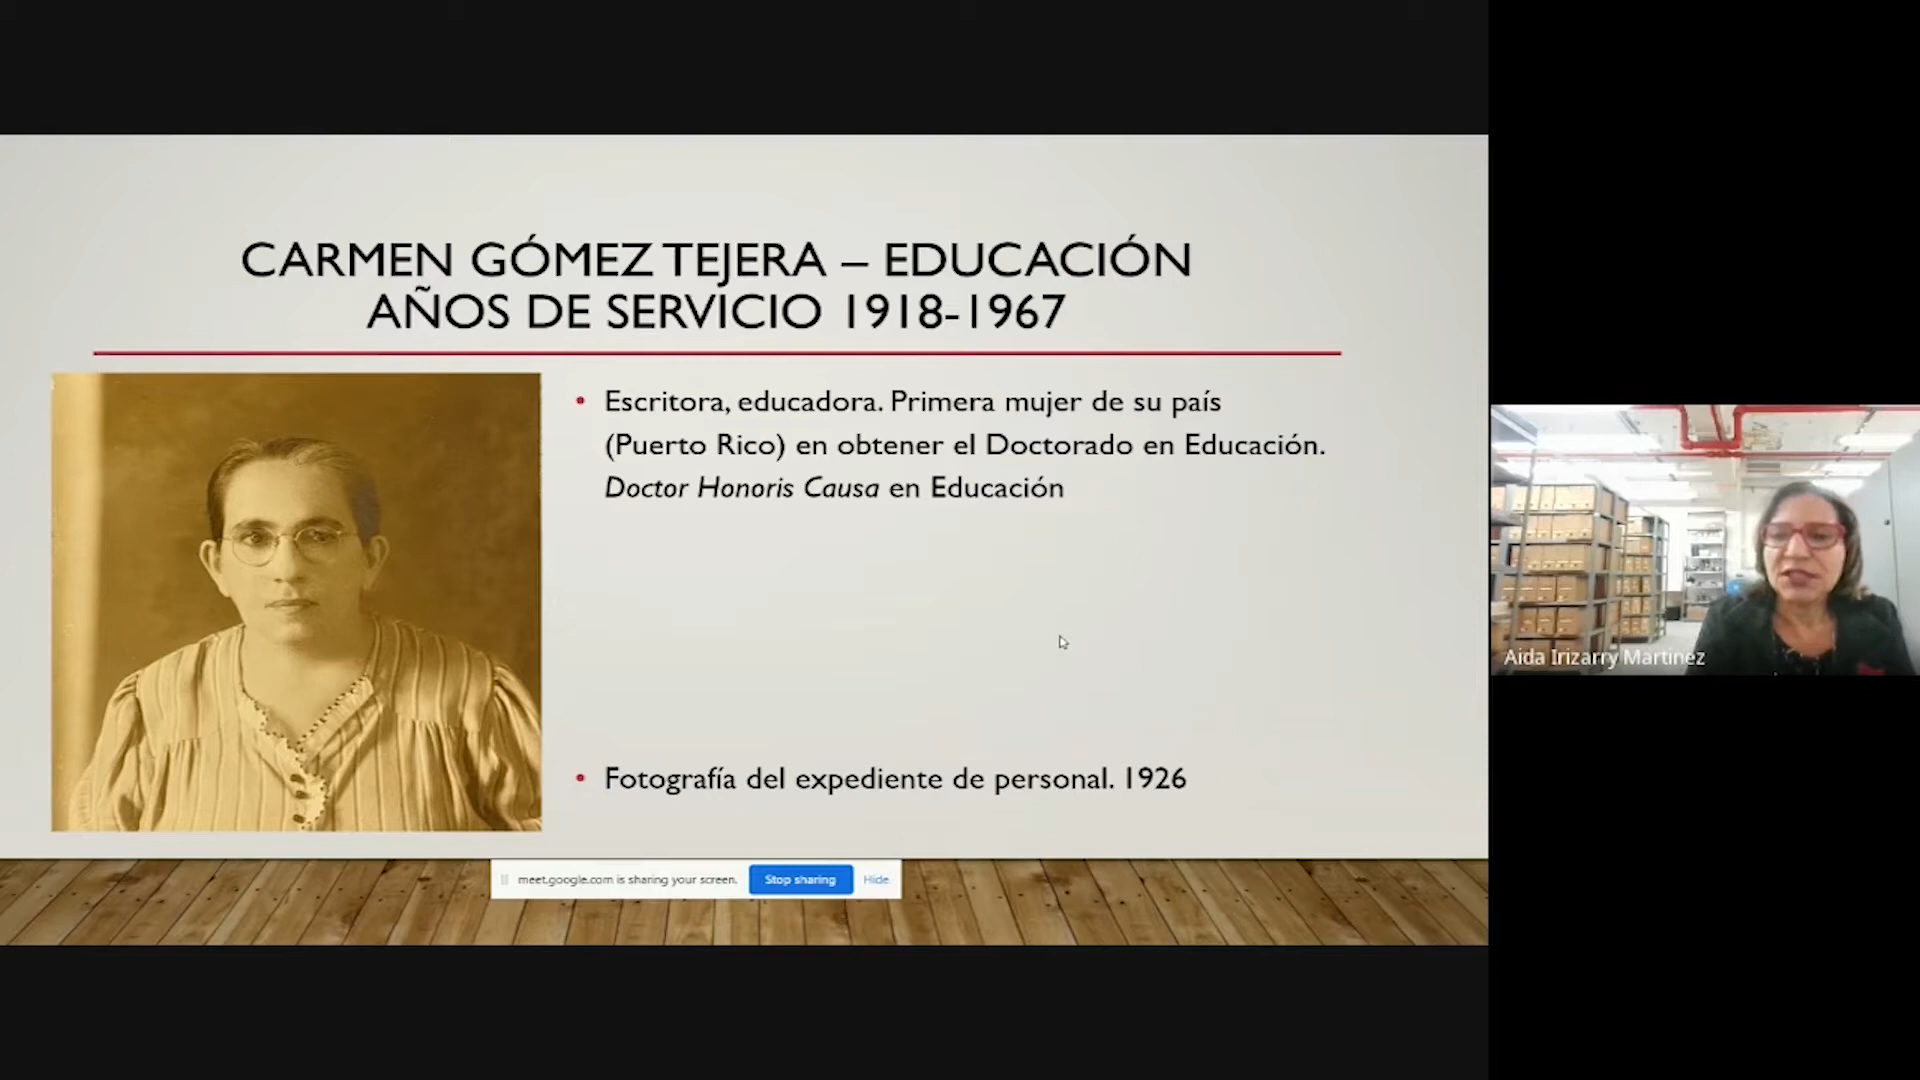 CARMEN GÓMEZ TEJERA – EDUCACIÓN
AÑOS DE SERVICIO 1918-1967
• Escritora, educadora. Primera mujer de su país
(Puerto Rico) en obtener el Doctorado en Educación.
Doctor Honoris Causa en Educación
• Fotografía del expediente de personal. 1926
meet.google.com is sharing your screen. Stop sharing Hide
Aida Irizarry Martinez